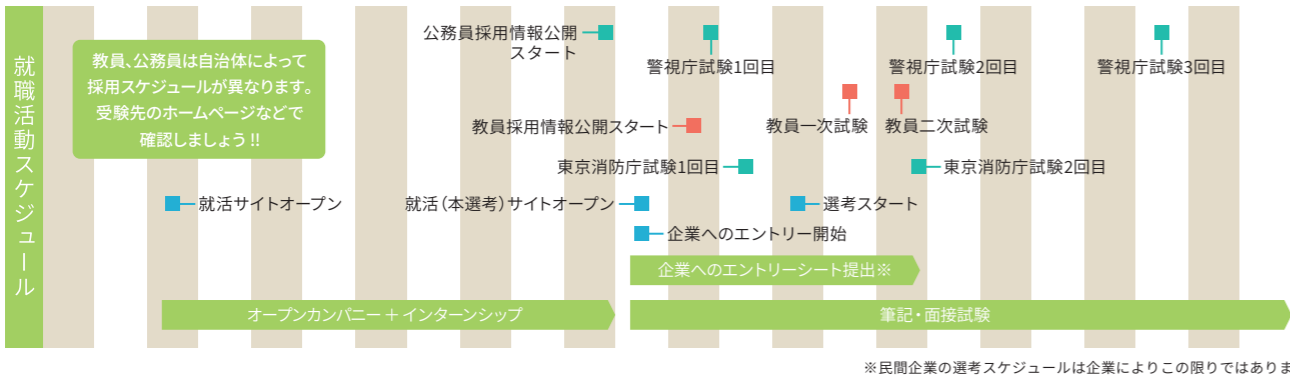 就職活動スケジュール
教員、公務員は自治体によって
採用スケジュールが異なります。
受験先のホームページなどで
確認しましょう!!
公務員採用情報公開
スタート
警視庁試験1回目
警視庁試験2回目
警視庁試験3回目
教員採用情報公開スタート
教員一次試験
教員二次試験
東京消防庁試験1回目
東京消防庁試験2回目
就活サイトオープン
就活(本選考)サイトオープン
選考スタート
企業へのエントリー開始
企業へのエントリーシート提出※
オープンカンパニー+インターンシップ
筆記・面接試験
※民間企業の選考スケジュールは企業によりこの限りではありま